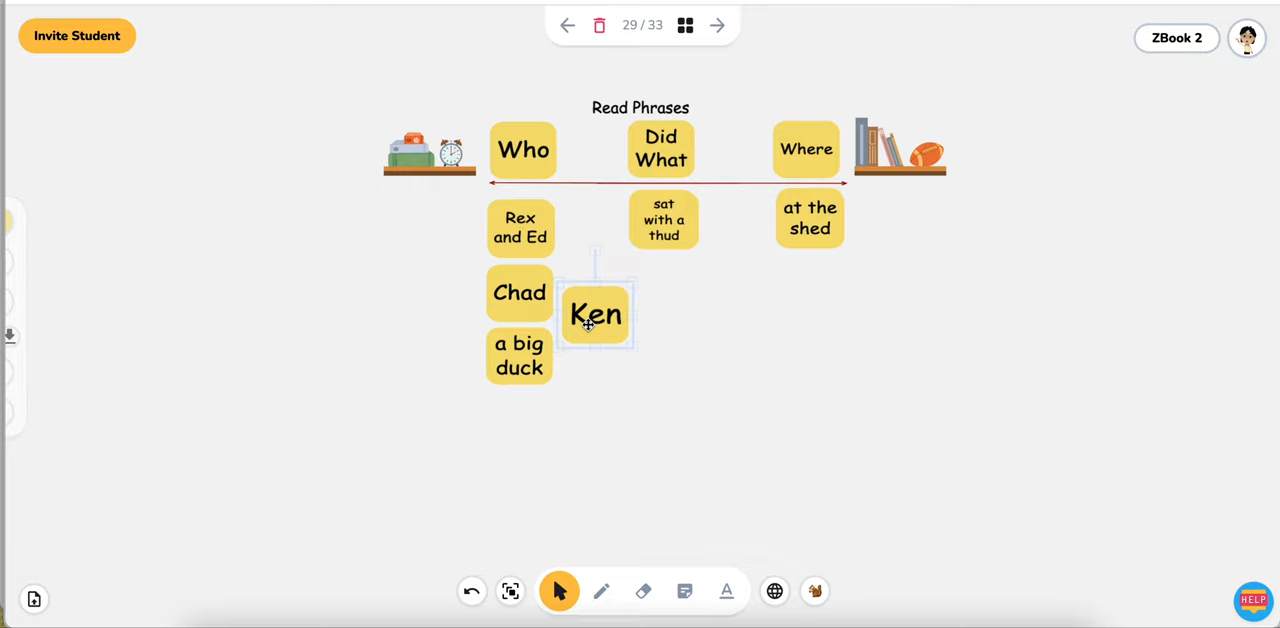 Invite Student
29 / 33
ZBook 2
Read Phrases
Who
Did
What
Where
Rex
and Ed
sat
with a
thud
at the
shed
Chad
Ken
a big
duck
A
HELP